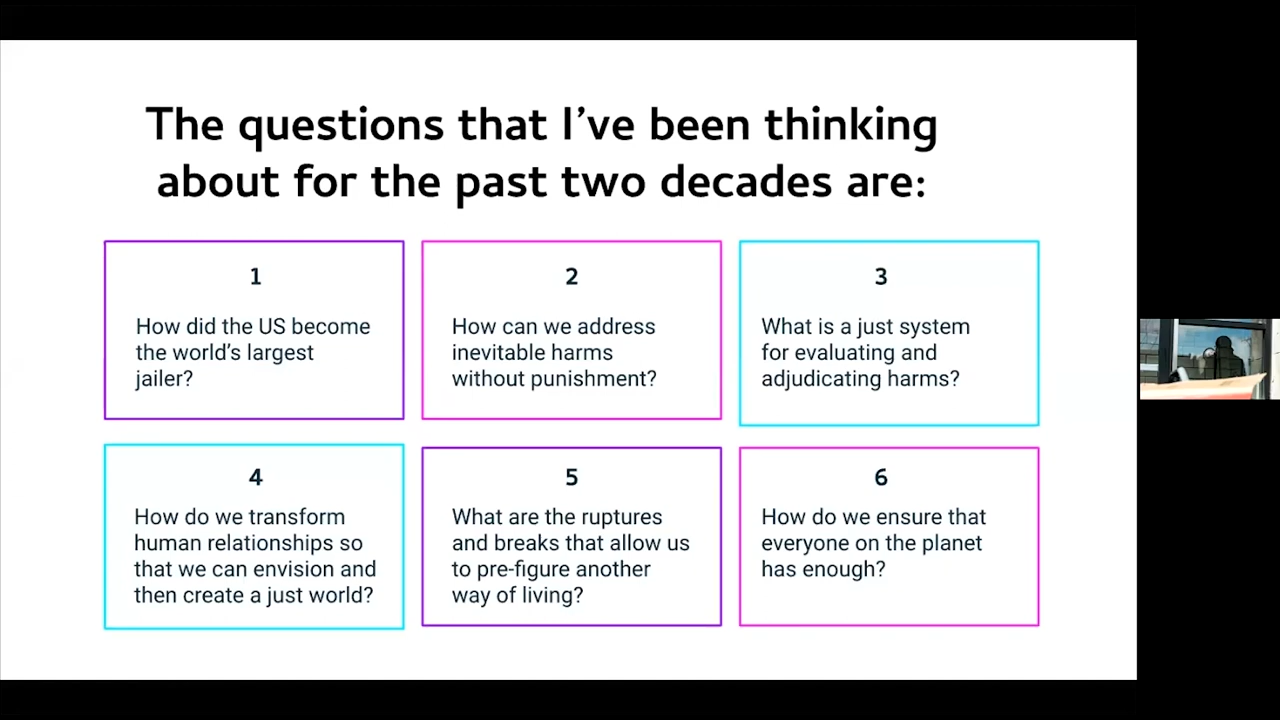 The questions that I’ve been thinking
about for the past two decades are:
1
How did the US become
the world’s largest
jailer?
2
How can we address
inevitable harms
without punishment?
3
What is a just system
for evaluating and
adjudicating harms?
4
How do we transform
human relationships so
that we can envision and
then create a just world?
5
What are the ruptures
and breaks that allow us
to pre-figure another
way of living?
6
How do we ensure that
everyone on the planet
has enough?